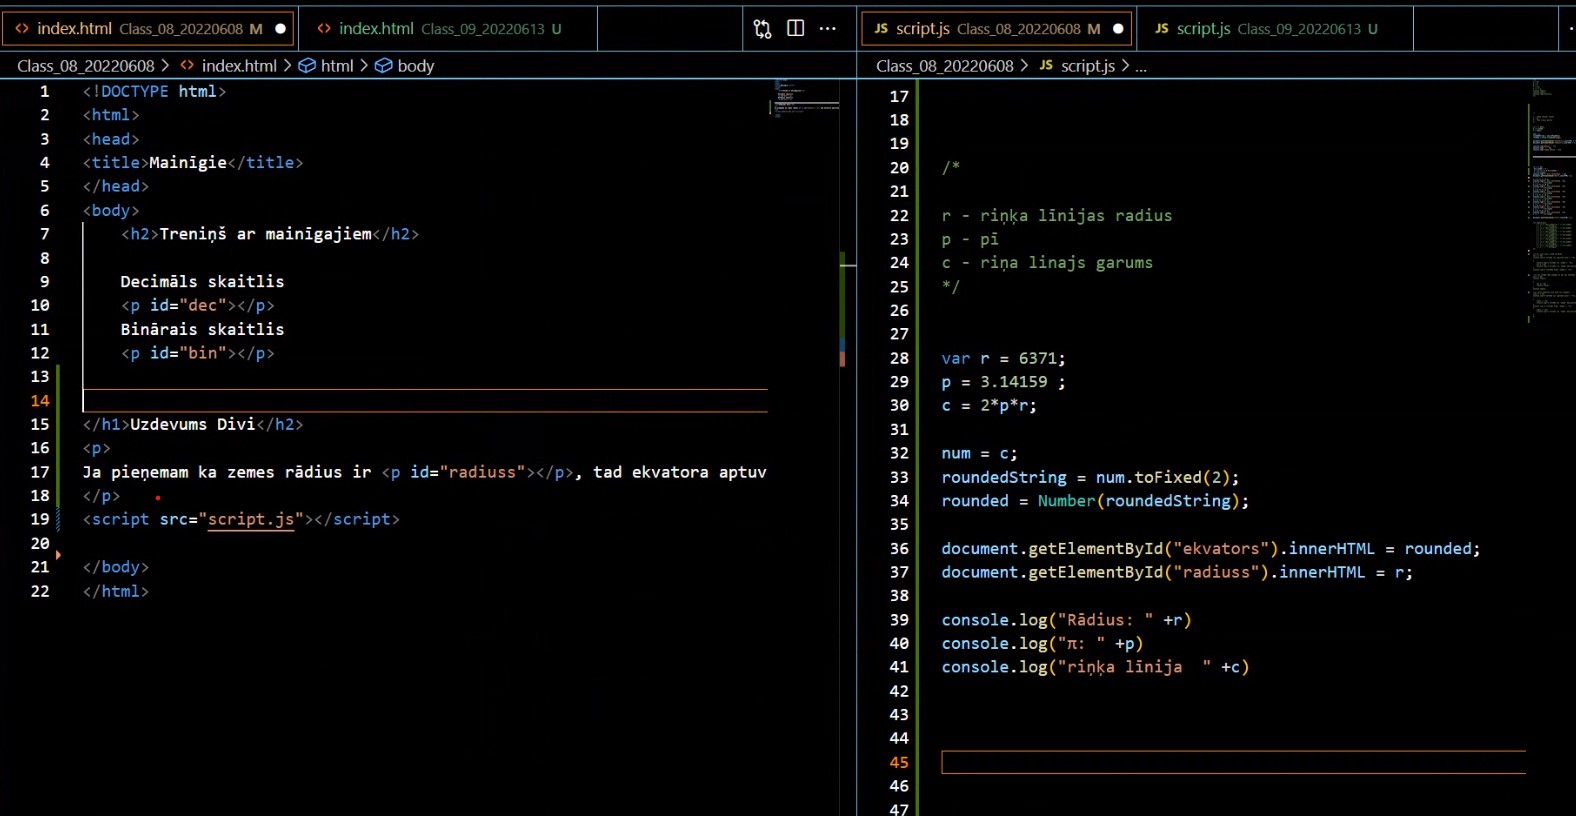 index.html Class_08_20220608 M
index.html Class_09_20220613 U
JS script.js Class_08_20220608 M
JS script.js Class_09_20220613 U
Class_08_20220608 > index.html > html > body
1 <!DOCTYPE html>
2 <html>
3 <head>
4 <title>Mainīgie</title>
5 </head>
6 <body>
7 <h2>Treniņš ar mainīgajiem</h2>
8
9 Decimāls skaitlis
10 <p id="dec"></p>
11 Binārais skaitlis
12 <p id="bin"></p>
13
14
15 </h1>Uzdevums Divi</h2>
16 <p>
17 Ja pieņemam ka zemes rādius ir <p id="radiuss"></p>, tad ekvatora aptuv
18 </p>
19 <script src="script.js"></script>
20
21 </body>
22 </html>
Class_08_20220608 > JS script.js > ...
17
18
19
20 /*
21
22 r - riņķa līnijas radius
23 p - pī
24 c - riņa linajs garums
25 */
26
27
28 var r = 6371;
29 p = 3.14159 ;
30 c = 2*p*r;
31
32 num = c;
33 roundedString = num.toFixed(2);
34 rounded = Number(roundedString);
35
36 document.getElementById("ekvators").innerHTML = rounded;
37 document.getElementById("radiuss").innerHTML = r;
38
39 console.log("Rādius: " +r)
40 console.log("π: " +p)
41 console.log("riņķa līnija  " +c)
42
43
44
45
46
47